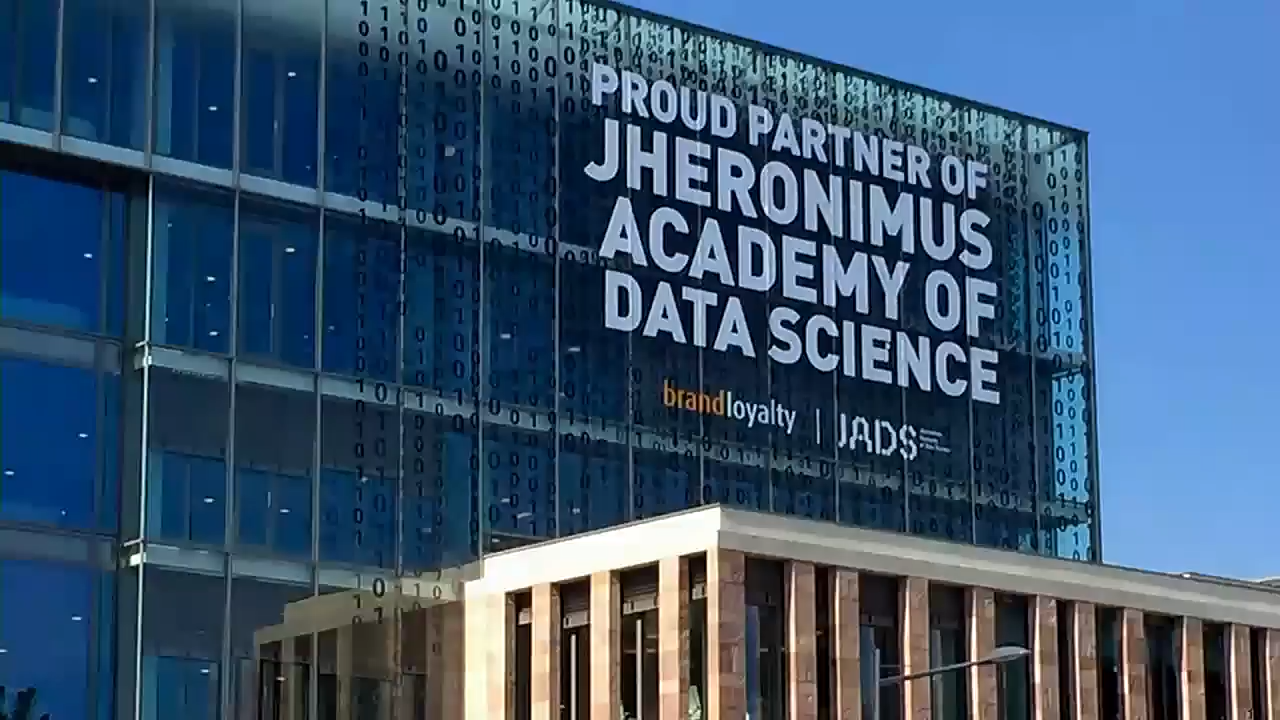 PROUD PARTNER OF
JHERONIMUS
ACADEMY OF
DATA SCIENCE
brandloyalty | JADS